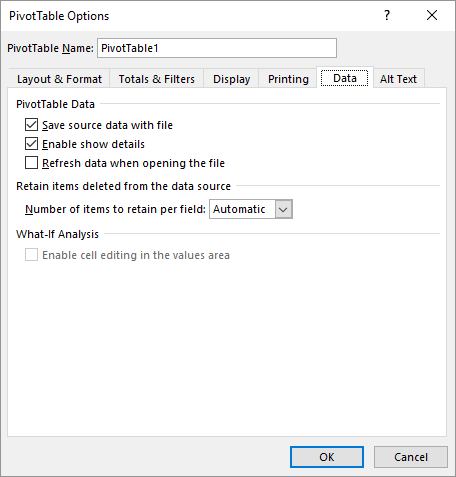 PivotTable Options ?
PivotTable Name: PivotTable1
Layout & Format Totals & Filters Display Printing Data Alt Text
PivotTable Data
Save source data with file
Enable show details
Refresh data when opening the file
Retain items deleted from the data source
Number of items to retain per field: Automatic
What-If Analysis
Enable cell editing in the values area
OK Cancel